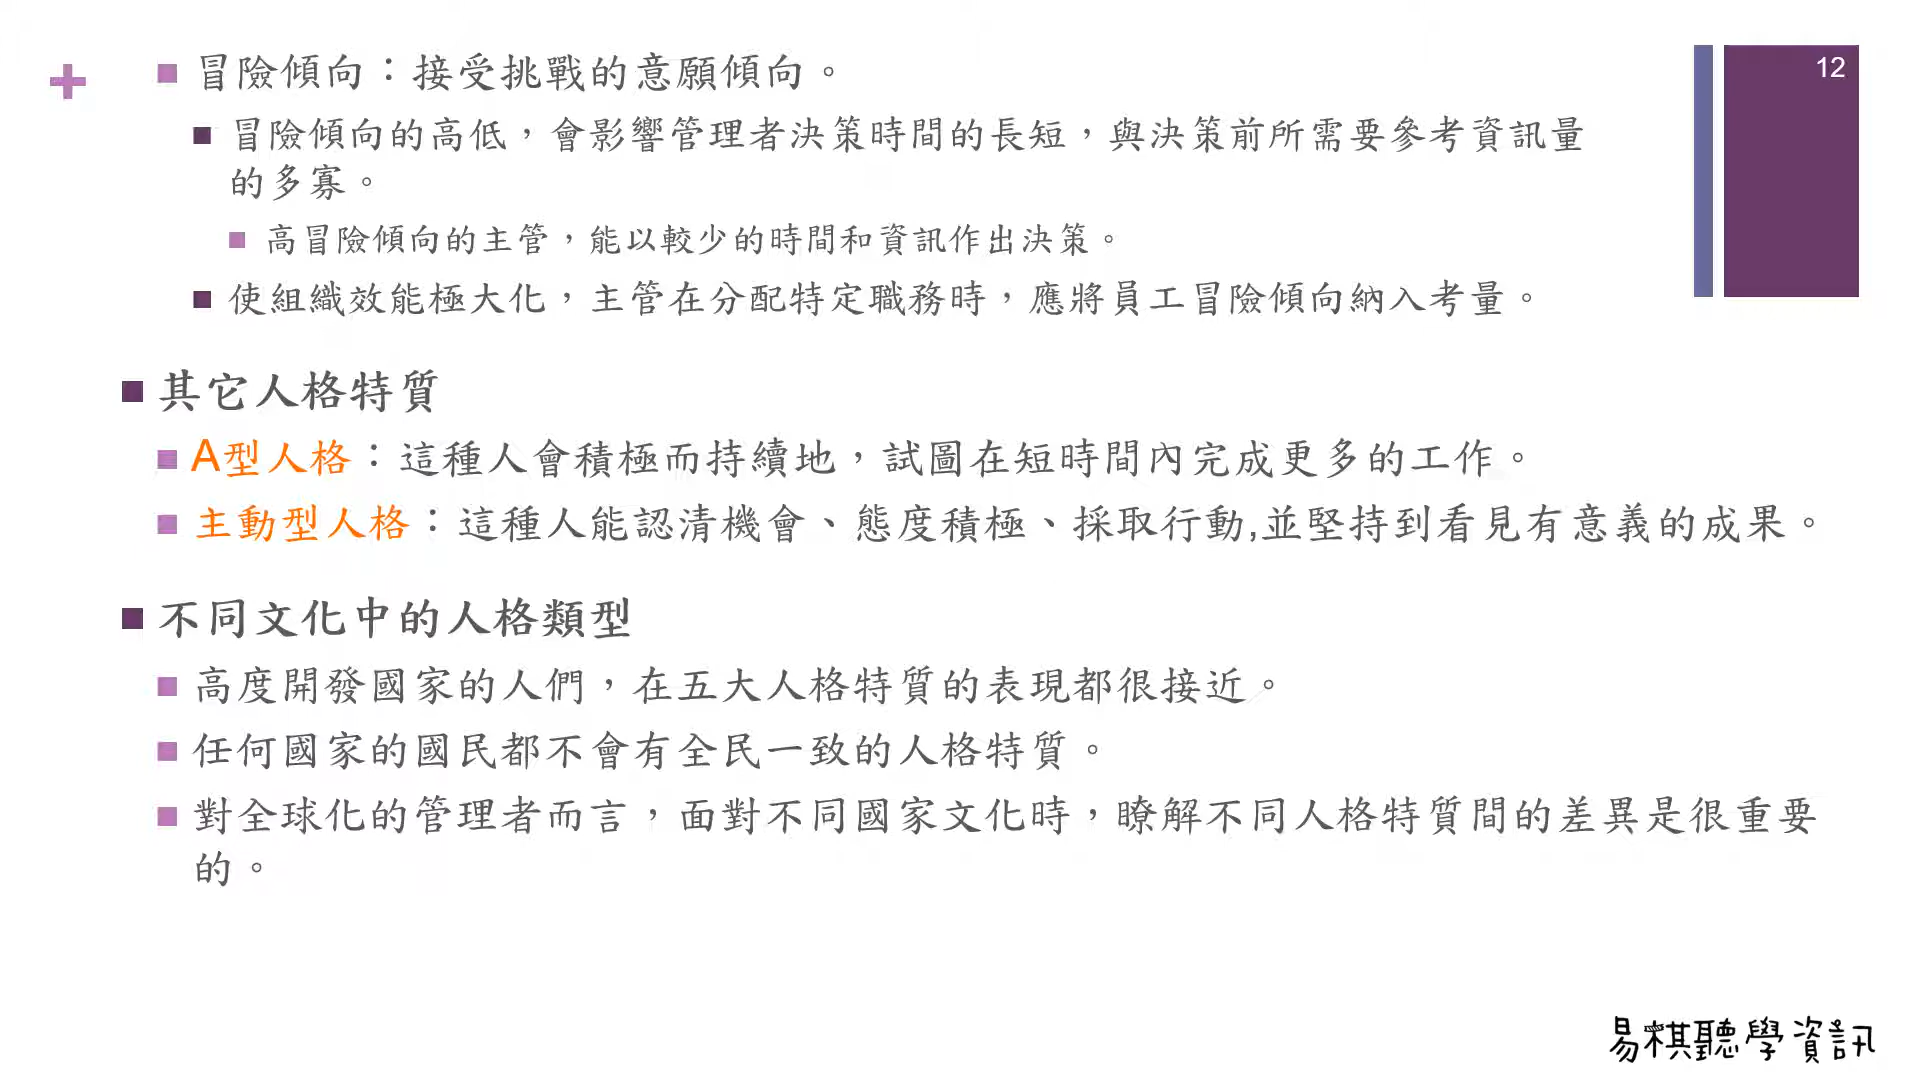 12
冒險傾向：接受挑戰的意願傾向。
冒險傾向的高低，會影響管理者決策時間的長短，與決策前所需要參考資訊量
的多寡。
高冒險傾向的主管，能以較少的時間和資訊作出決策。
使組織效能極大化，主管在分配特定職務時，應將員工冒險傾向納入考量。
其它人格特質
A型人格：這種人會積極而持續地，試圖在短時間內完成更多的工作。
主動型人格：這種人能認清機會、態度積極、採取行動,並堅持到看見有意義的成果。
不同文化中的人格類型
高度開發國家的人們，在五大人格特質的表現都很接近。
任何國家的國民都不會有全民一致的人格特質。
對全球化的管理者而言，面對不同國家文化時，瞭解不同人格特質間的差異是很重要
的。
易棋聽學資訊